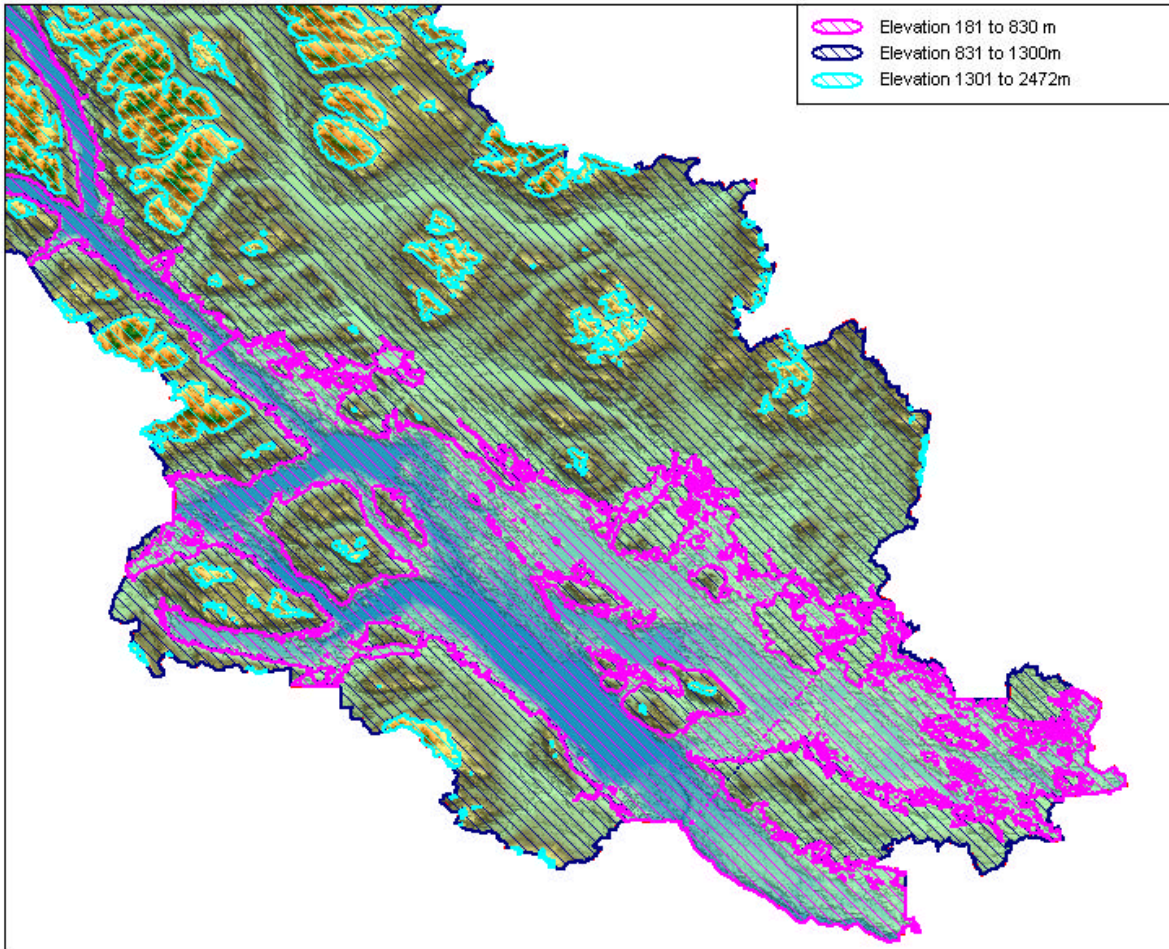 Elevation 181 to 830 m
Elevation 831 to 1300m
Elevation 1301 to 2472m